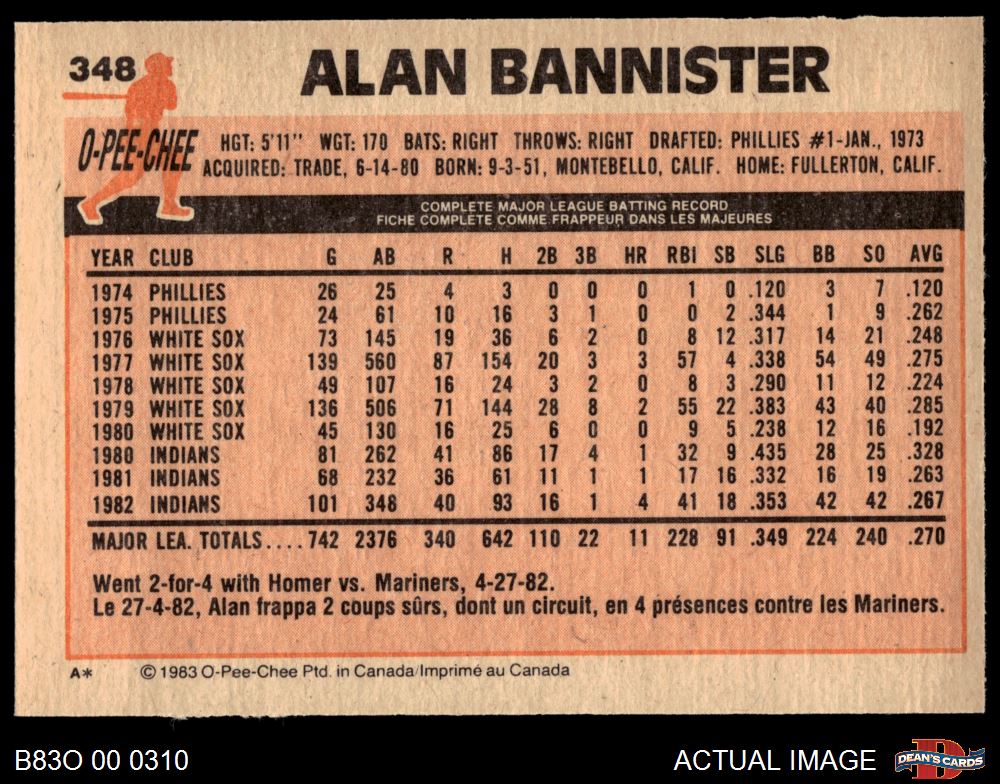 348
ALAN BANNISTER
O-PEE-CHEE
HGT: 5'11" WGT: 170 BATS: RIGHT THROWS: RIGHT DRAFTED: PHILLIES #1-JAN., 1973
ACQUIRED: TRADE, 6-14-80 BORN: 9-3-51, MONTEBELLO, CALIF. HOME: FULLERTON, CALIF.
COMPLETE MAJOR LEAGUE BATTING RECORD
FICHE COMPLETE COMME FRAPPEUR DANS LES MAJEURES
YEAR CLUB G AB R H 2B 3B HR RBI SB SLG BB SO AVG
1974 PHILLIES 26 25 4 3 0 0 0 1 0 .120 3 7 .120
1975 PHILLIES 24 61 10 16 3 1 0 0 2 .344 1 9 .262
1976 WHITE SOX 73 145 19 36 6 2 0 8 12 .317 14 21 .248
1977 WHITE SOX 139 560 87 154 20 3 3 57 4 .338 54 49 .275
1978 WHITE SOX 49 107 16 24 3 2 0 8 3 .290 11 12 .224
1979 WHITE SOX 136 506 71 144 28 8 2 55 22 .383 43 40 .285
1980 WHITE SOX 45 130 16 25 6 0 0 9 5 .238 12 16 .192
1980 INDIANS 81 262 41 86 17 4 1 32 9 .435 28 25 .328
1981 INDIANS 68 232 36 61 11 1 1 17 16 .332 16 19 .263
1982 INDIANS 101 348 40 93 16 1 4 41 18 .353 42 42 .267
MAJOR LEA. TOTALS....742 2376 340 642 110 22 11 228 91 .349 224 240 .270
Went 2-for-4 with Homer vs. Mariners, 4-27-82.
Le 27-4-82, Alan frappa 2 coups sûrs, dont un circuit, en 4 présences contre les Mariners.
A* © 1983 O-Pee-Chee Ptd. in Canada/Imprimé au Canada
B83O 00 0310
ACTUAL IMAGE
DEAN'S CARDS